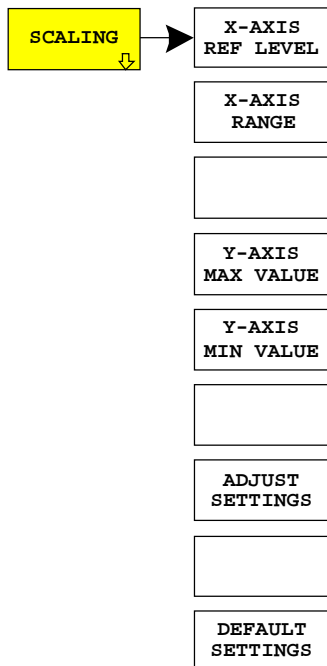 SCALING
X-AXIS
REF LEVEL
X-AXIS
RANGE
Y-AXIS
MAX VALUE
Y-AXIS
MIN VALUE
ADJUST
SETTINGS
DEFAULT
SETTINGS